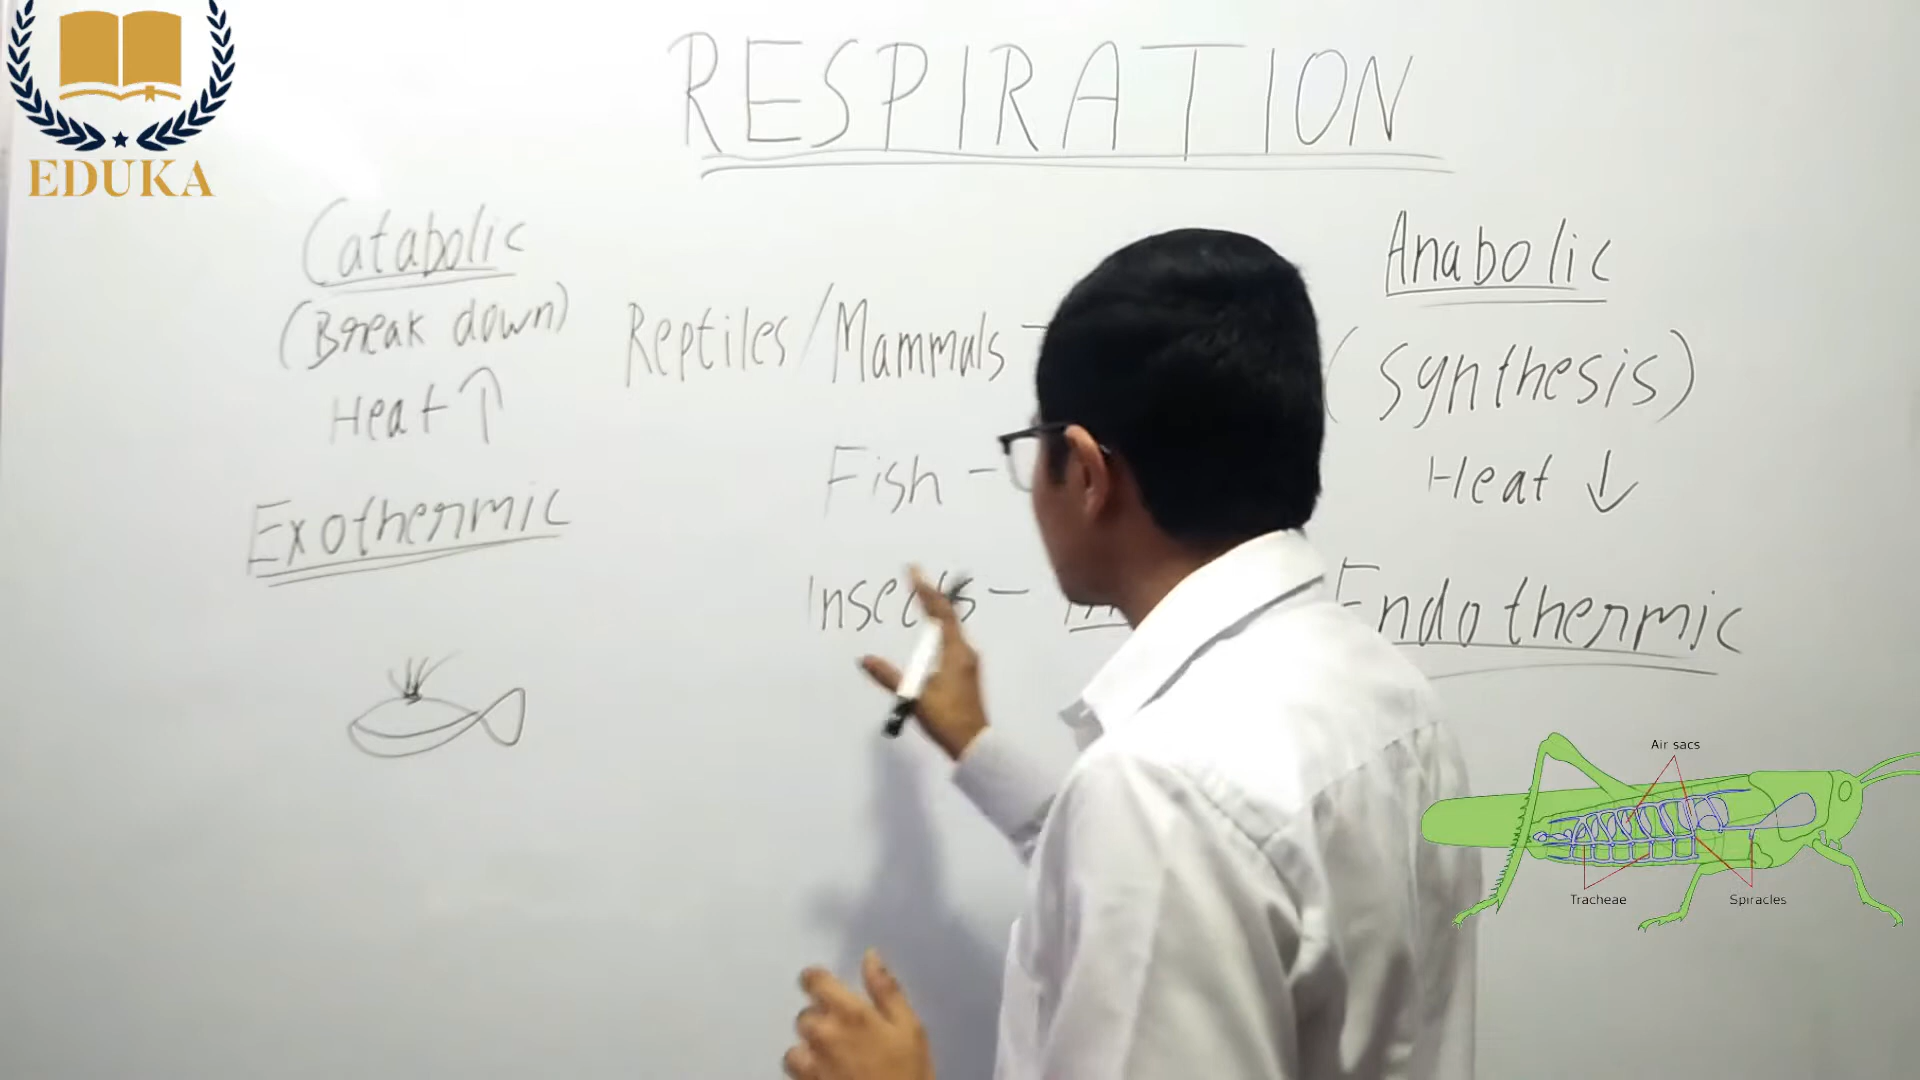 EDUKA
RESPIRATION
Catabolic
(Break down)
Heat ↑
Exothermic
Reptiles/Mammals -
Fish -
Insects -
Anabolic
(Synthesis)
Heat ↓
Endothermic
Air sacs
Tracheae
Spiracles